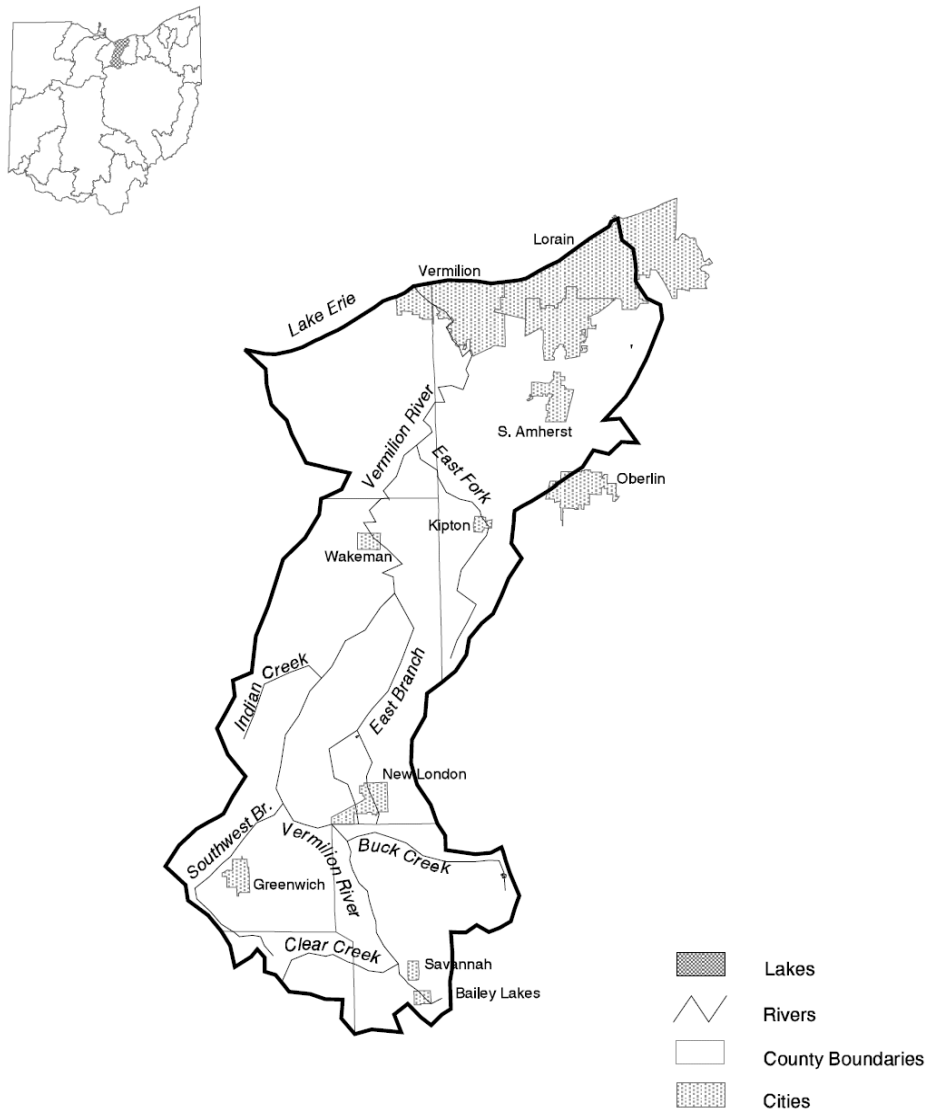 Lorain
Vermilion
Lake Erie
Vermilion River
S. Amherst
East Fork
Oberlin
Kipton
Wakeman
Indian Creek
East Branch
New London
Southwest Br.
Vermilion River
Buck Creek
Greenwich
Clear Creek
Savannah
Bailey Lakes
Lakes
Rivers
County Boundaries
Cities